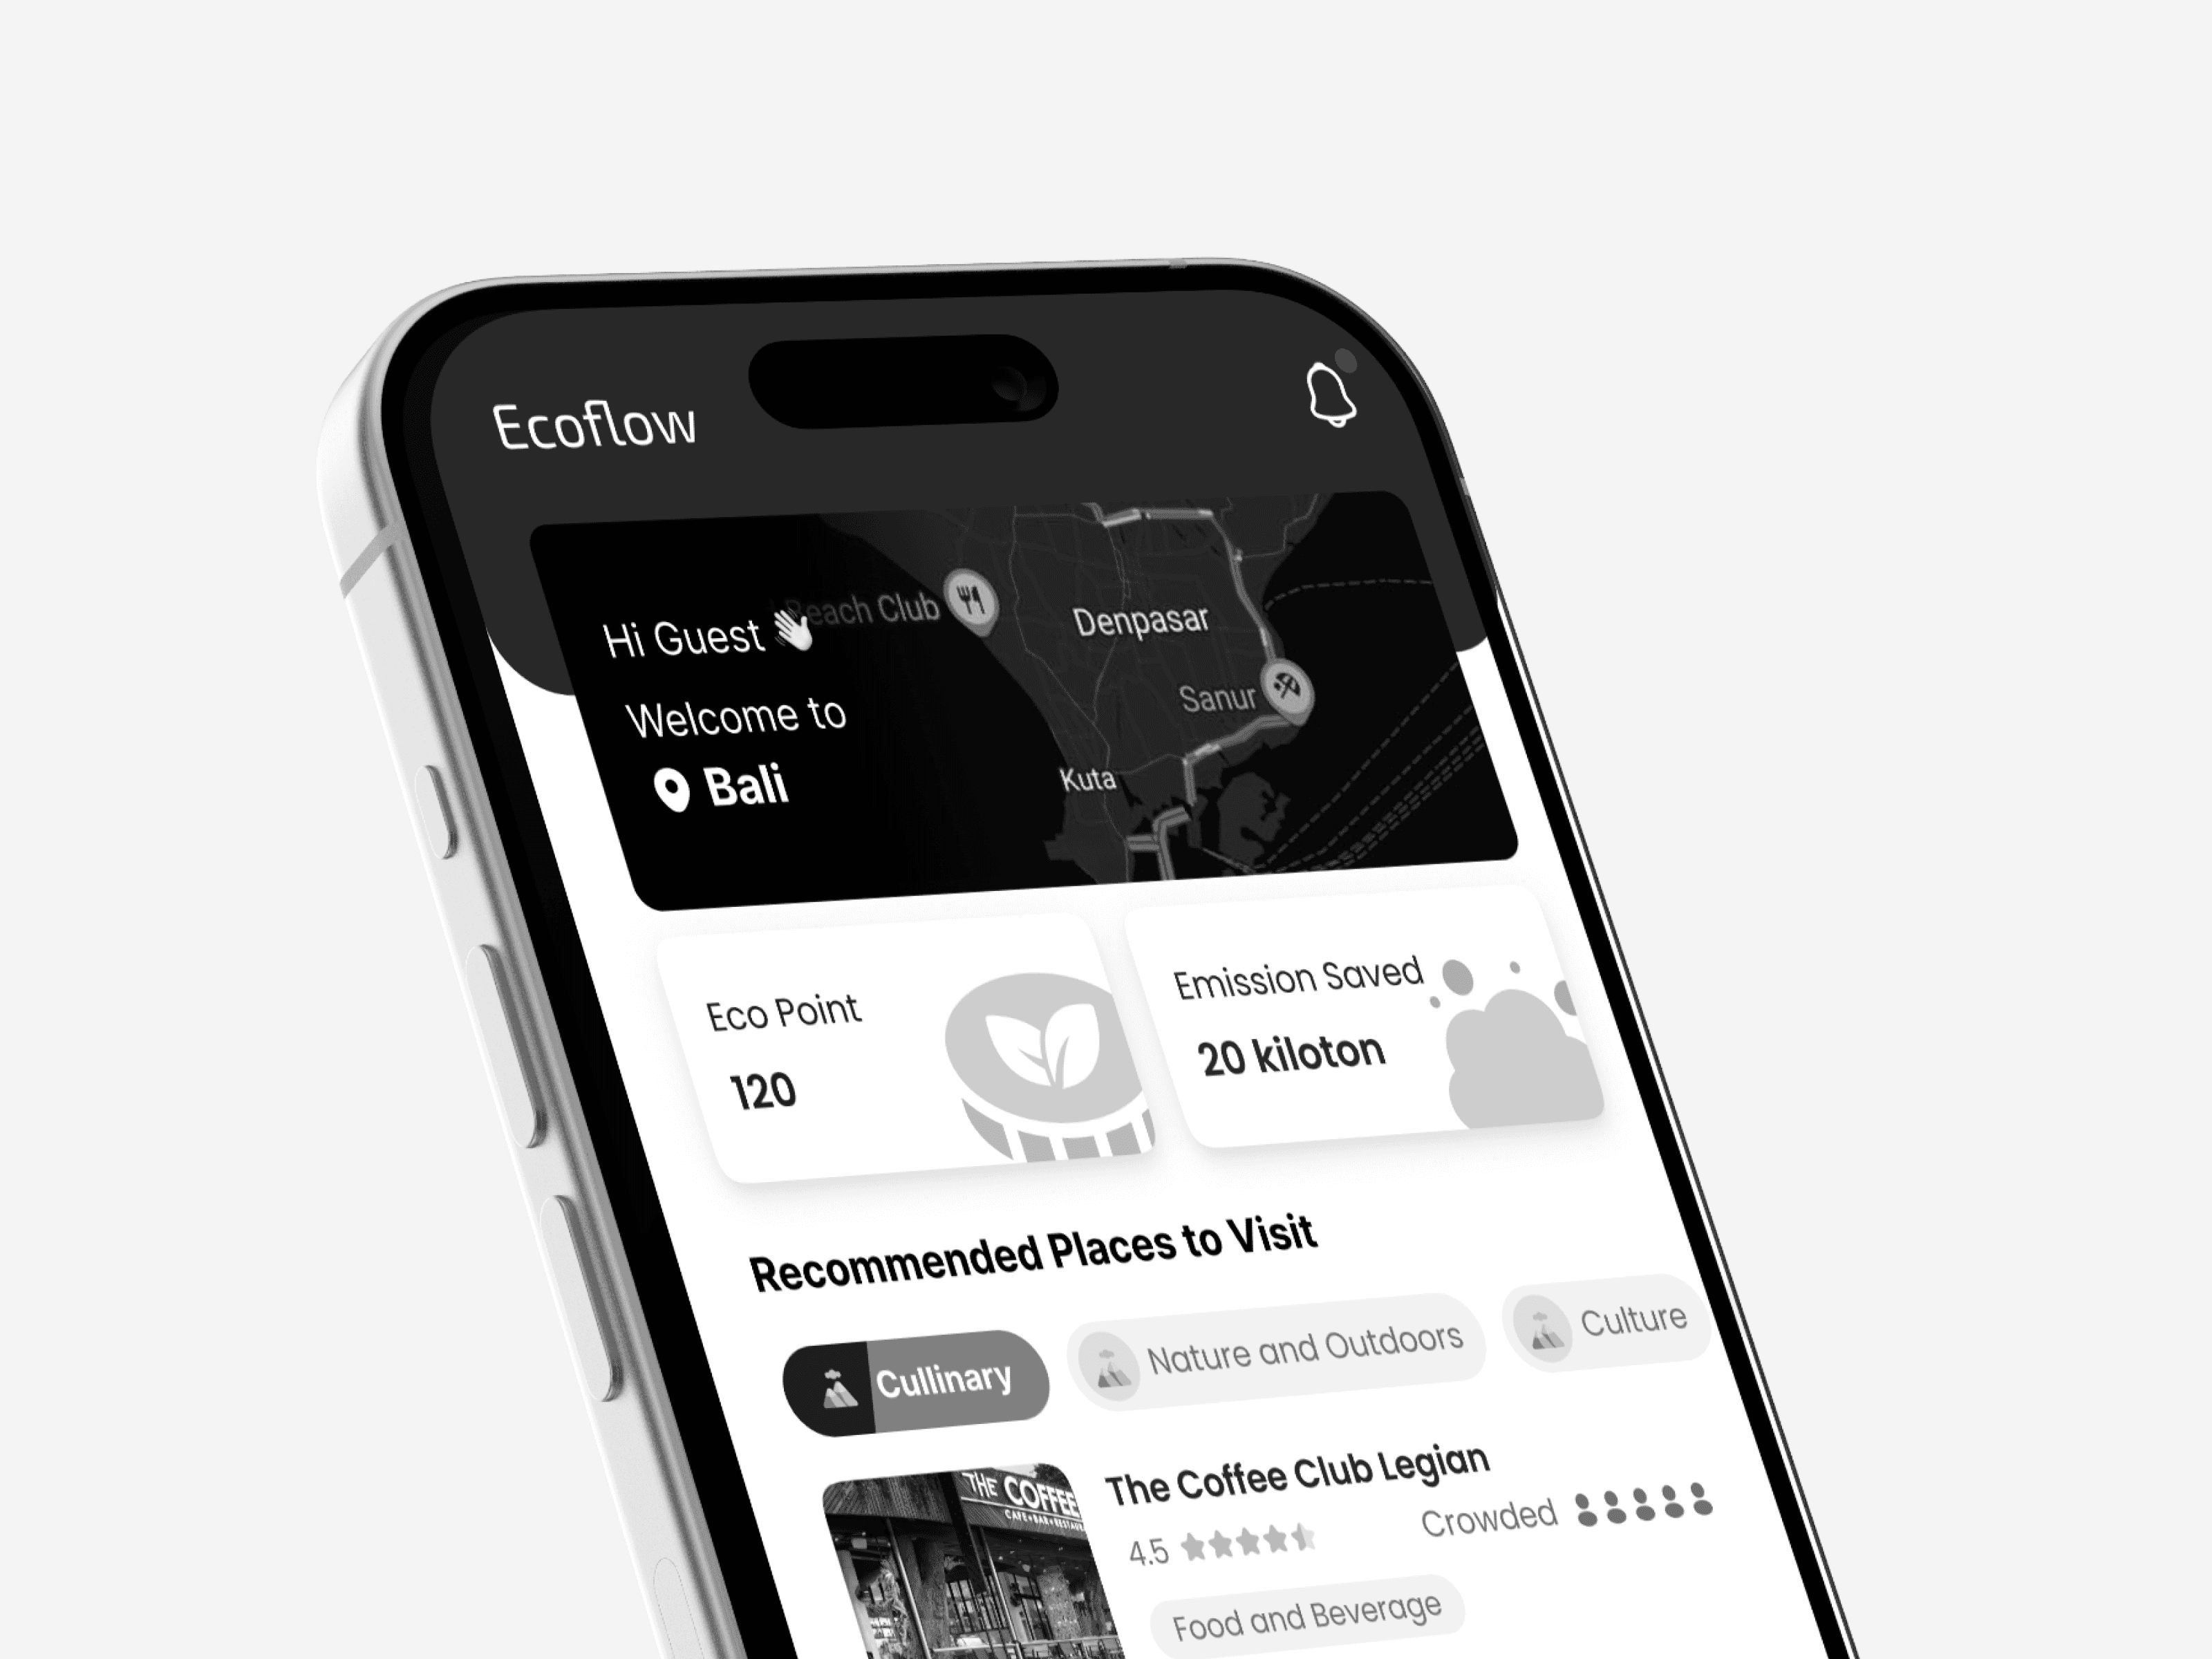 Ecoflow
Beach Club
Denpasar
Sanur
Kuta
Hi Guest 👋
Welcome to
Bali
Eco Point
120
Emission Saved
20 kiloton
Recommended Places to Visit
Cullinary
Nature and Outdoors
Culture
THE COFFEE
CAFE • BAR •
The Coffee Club Legian
4.5
Crowded
Food and Beverage